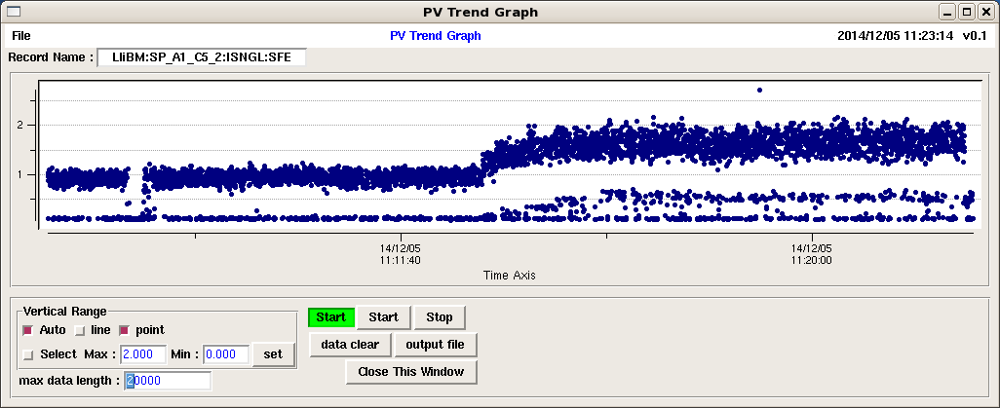 PV Trend Graph
File PV Trend Graph 2014/12/05 11:23:14 v0.1
Record Name : LIiBM:SP_A1_C5_2:ISNGL:SFE
2
1
14/12/05 14/12/05
11:11:40 11:20:00
Time Axis
Vertical Range
Auto line point
Select Max : 2.000 Min : 0.000 set
max data length : 20000
Start Start Stop
data clear output file
Close This Window